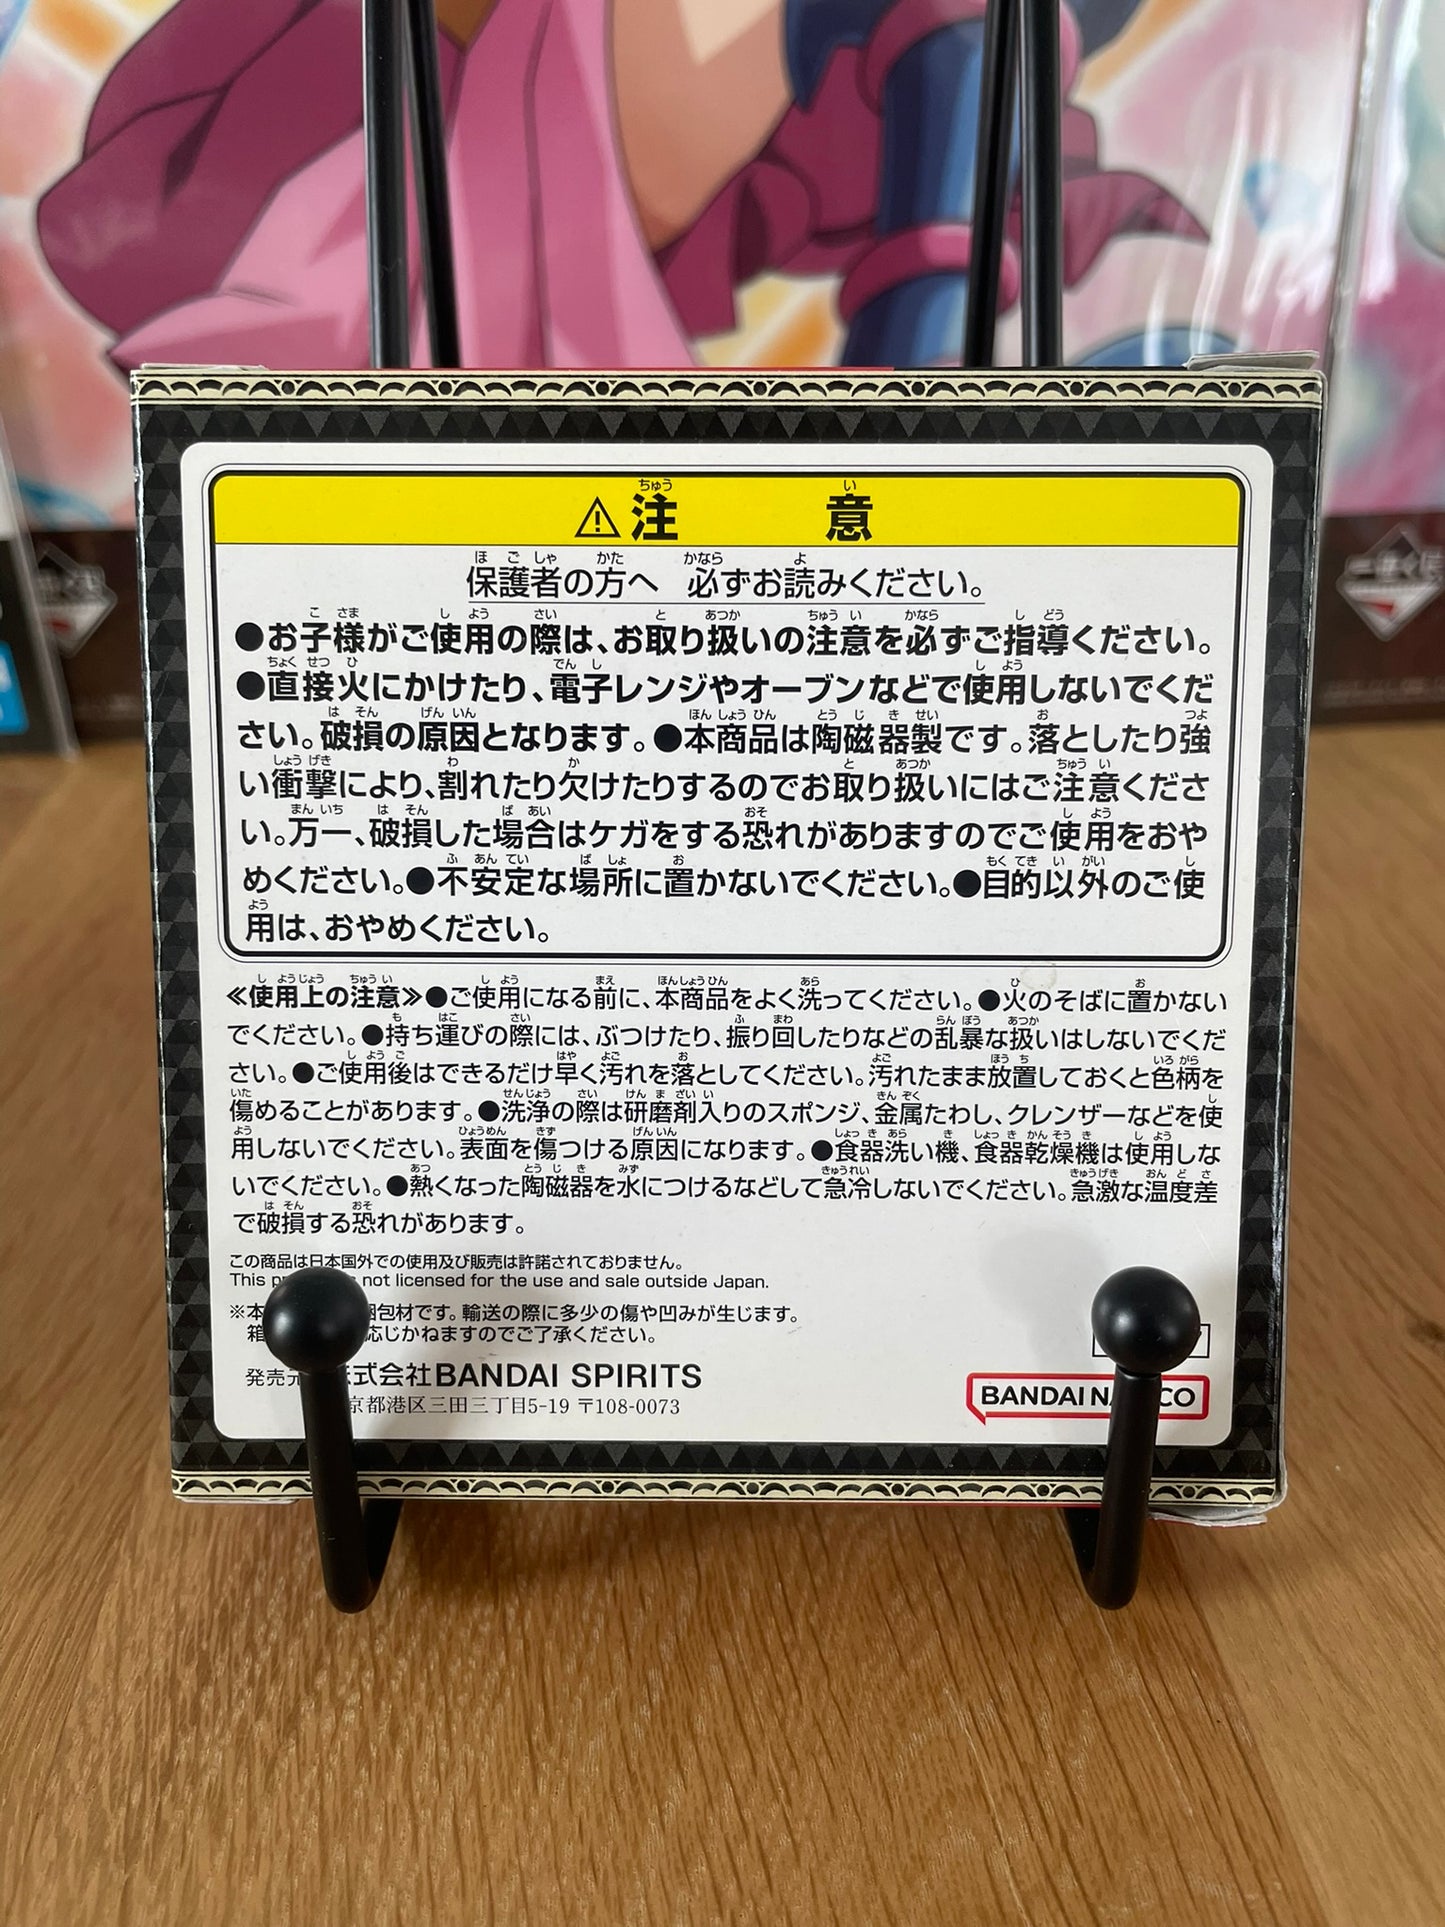 ⚠注 意
保護者の方へ 必ずお読みください。
●お子様がご使用の際は、お取り扱いの注意を必ずご指導ください。
●直接火にかけたり、電子レンジやオーブンなどで使用しないでくだ
さい。破損の原因となります。●本商品は陶磁器製です。落としたり強
い衝撃により、割れたり欠けたりするのでお取り扱いにはご注意くださ
い。万一、破損した場合はケガをする恐れがありますのでご使用をおや
めください。●不安定な場所に置かないでください。●目的以外のご使
用は、おやめください。
≪使用上の注意≫●ご使用になる前に、本商品をよく洗ってください。●火のそばに置かない
でください。●持ち運びの際には、ぶつけたり、振り回したりなどの乱暴な扱いはしないでくだ
さい。●ご使用後はできるだけ早く汚れを落としてください。汚れたまま放置しておくと色柄を
傷めることがあります。●洗浄の際は研磨剤入りのスポンジ、金属たわし、クレンザーなどを使
用しないでください。表面を傷つける原因になります。●食器洗い機、食器乾燥機は使用しな
いでください。●熱くなった陶磁器を水につけるなどして急冷しないでください。急激な温度差
で破損する恐れがあります。
この商品は日本国外での使用及び販売は許諾されておりません。
This not licensed for the use and sale outside Japan.
※本 梱包材です。輸送の際に多少の傷や凹みが生じます。
箱 応じかねますのでご了承ください。
発売元 式会社BANDAI SPIRITS
京都港区三田三丁目5-19 〒108-0073
BANDAI NAMCO